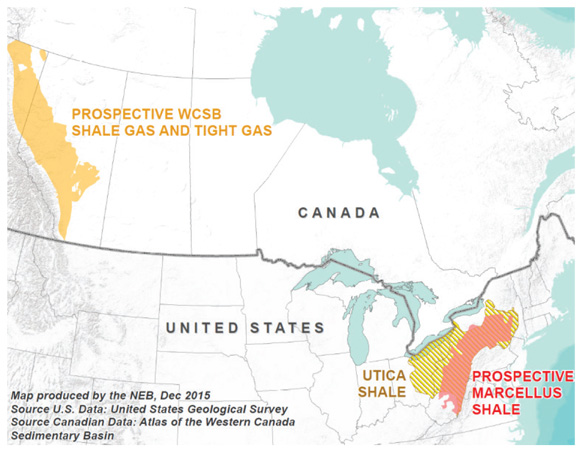 PROSPECTIVE WCSB
SHALE GAS AND TIGHT GAS
CANADA
UNITED STATES
UTICA
SHALE
PROSPECTIVE
MARCELLUS
SHALE
Map produced by the NEB, Dec 2015
Source U.S. Data: United States Geological Survey
Source Canadian Data: Atlas of the Western Canada
Sedimentary Basin